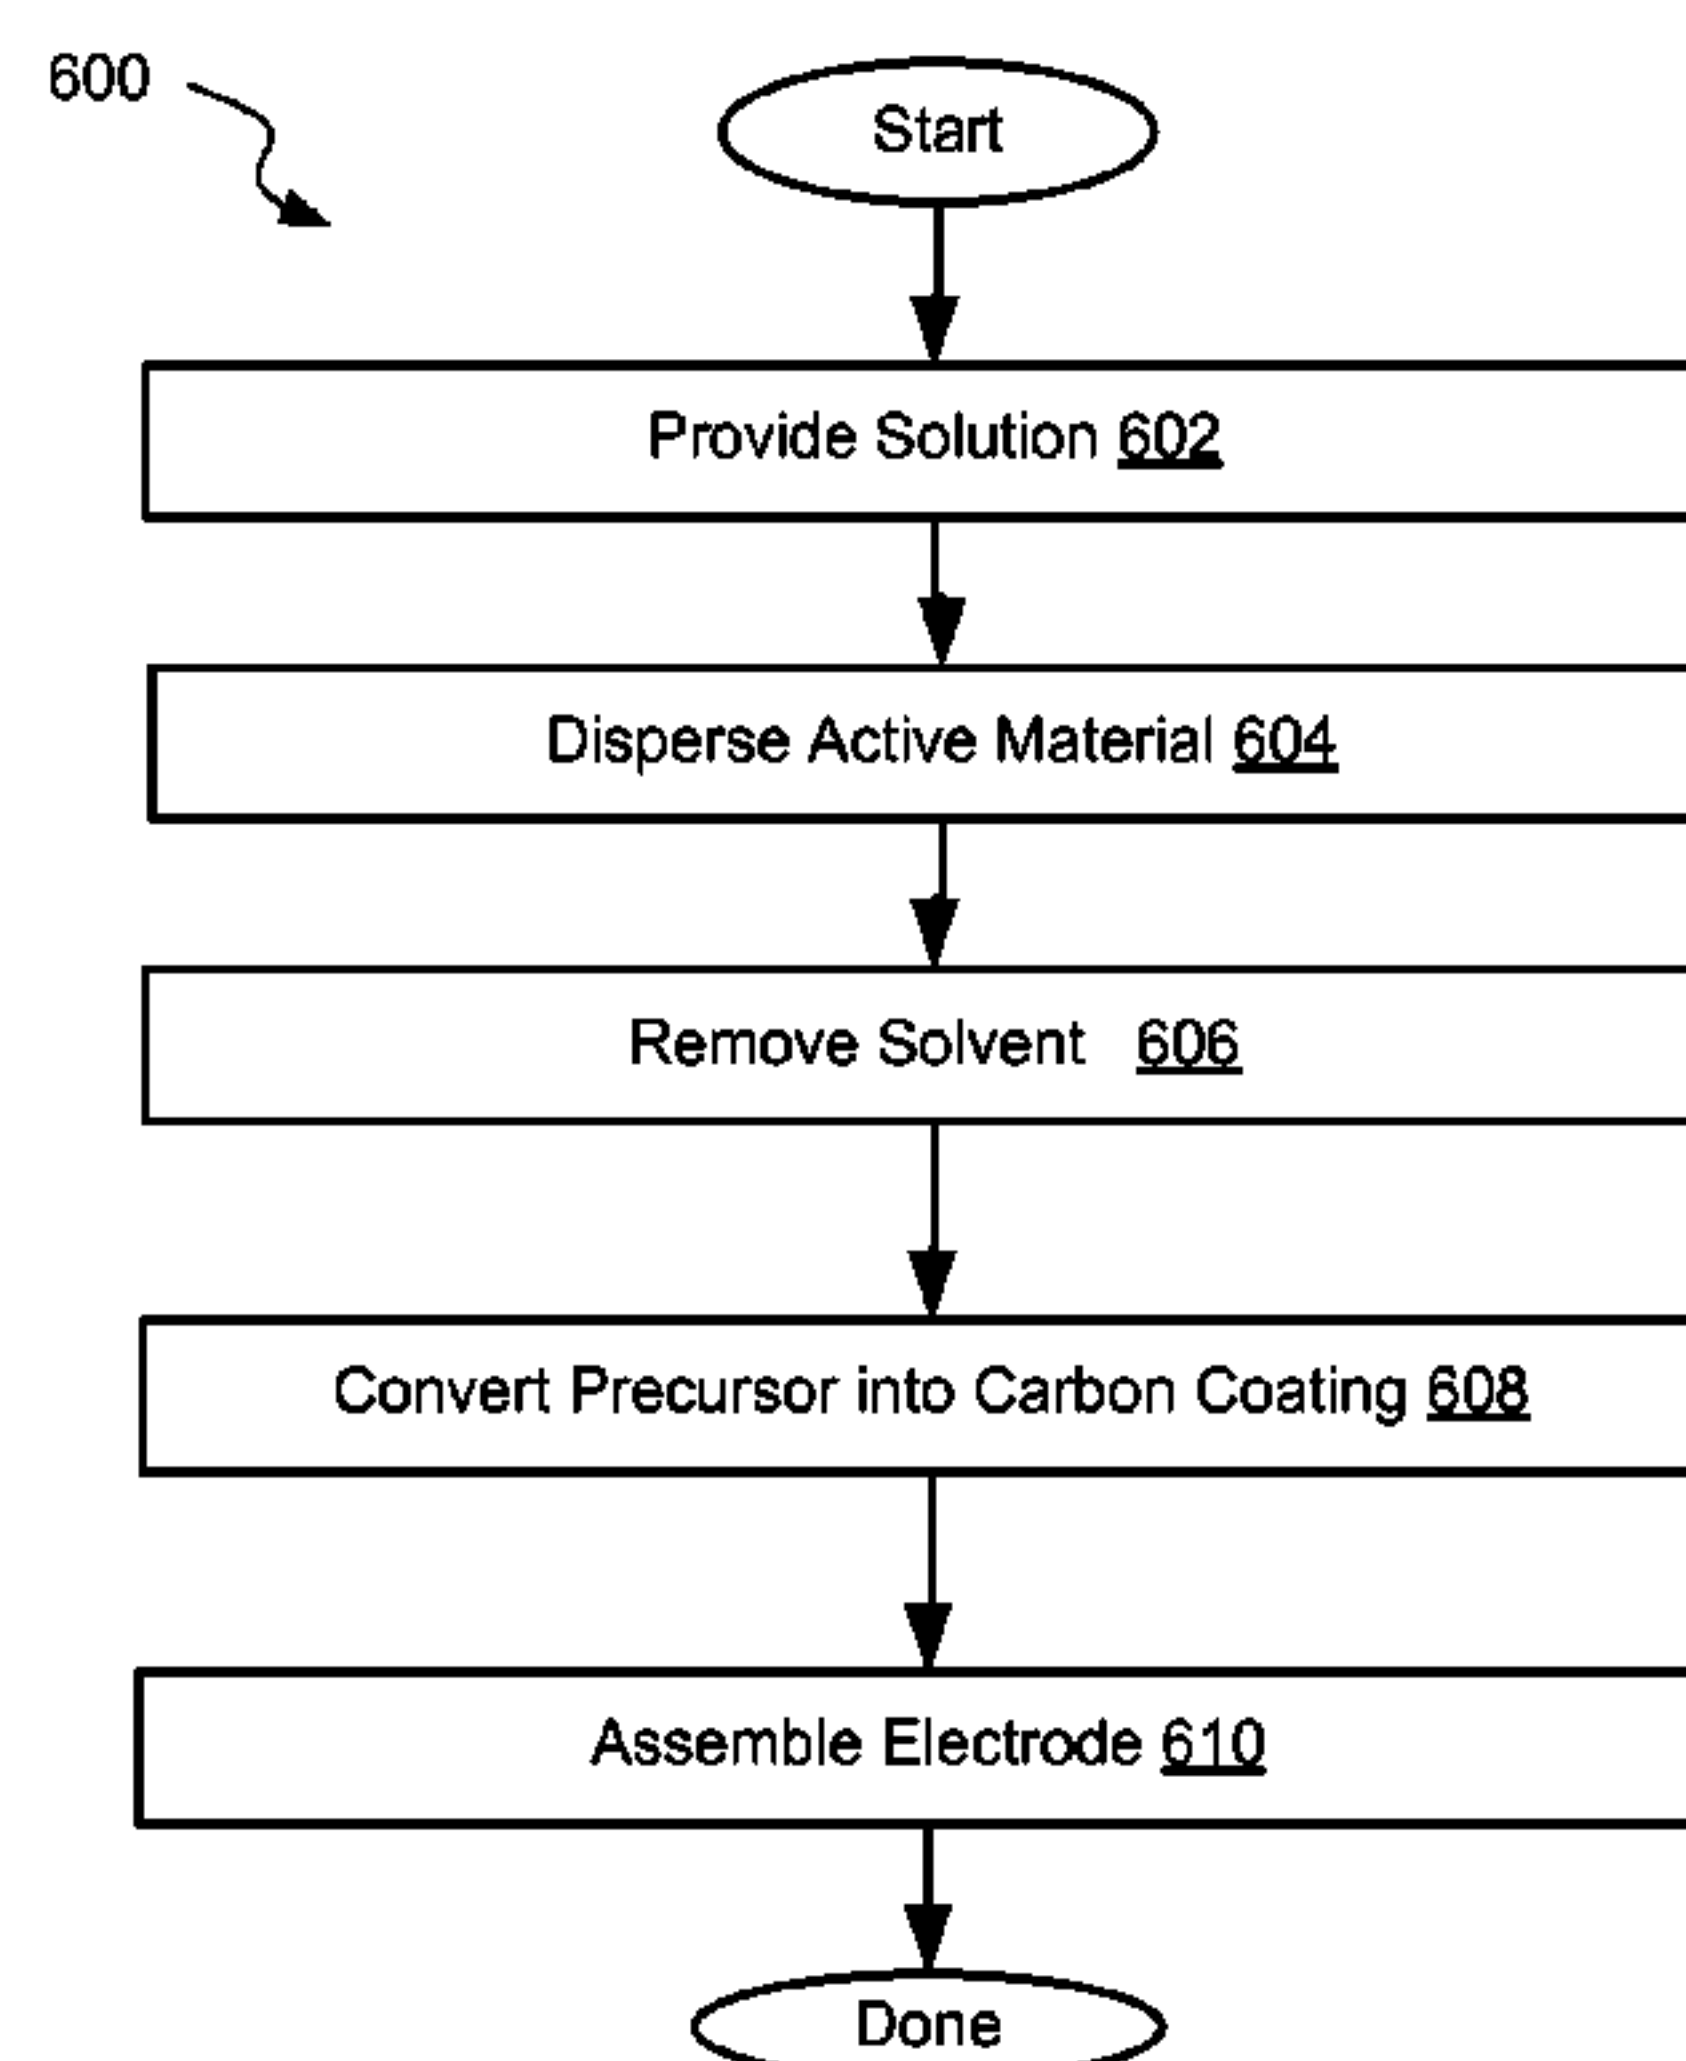 600
Start
Provide Solution 602
Disperse Active Material 604
Remove Solvent 606
Convert Precursor into Carbon Coating 608
Assemble Electrode 610
Done